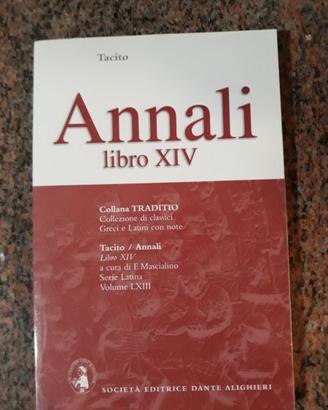 Tacito
Annali
libro XIV
Collana TRADITIO
Collezione di classici
Greci e Latini con note
Tacito / Annali
Libro XIV
a cura di F. Mascialino
Serie Latina
Volume LXIII
SOCIETÀ EDITRICE DANTE ALIGHIERI